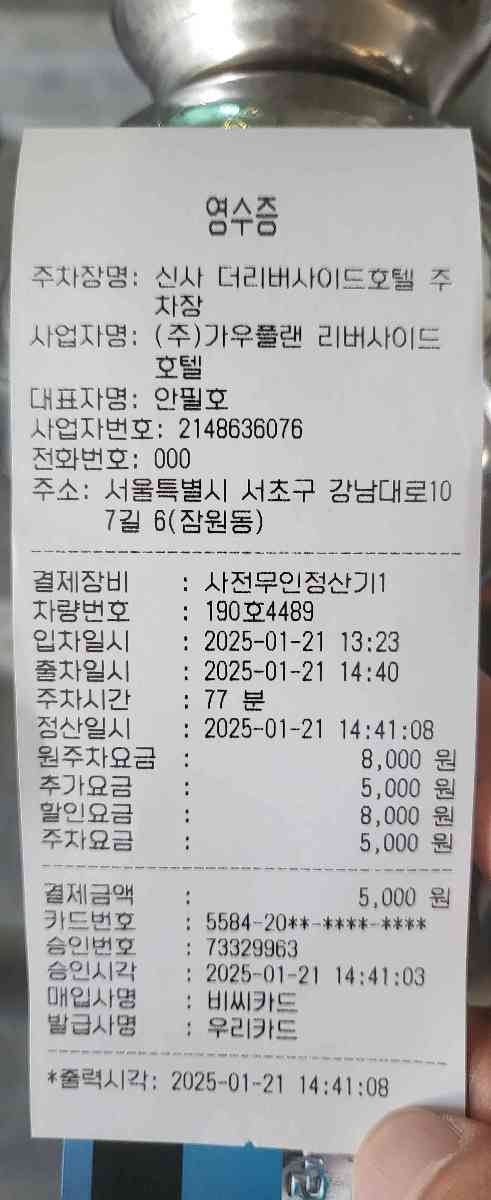 영수증
주차장명: 신사 더리버사이드호텔 주
차장
사업자명: (주)가우플랜 리버사이드
호텔
대표자명: 안필호
사업자번호: 2148636076
전화번호: 000
주소: 서울특별시 서초구 강남대로10
7길 6(잠원동)
결제장비 : 사전무인정산기1
차량번호 : 190호4489
입차일시 : 2025-01-21 13:23
출차일시 : 2025-01-21 14:40
주차시간 : 77 분
정산일시 : 2025-01-21 14:41:08
원주차요금 : 8,000 원
추가요금 : 5,000 원
할인요금 : 8,000 원
주차요금 : 5,000 원
결제금액 : 5,000 원
카드번호 : 5584-20**-****-****
승인번호 : 73329963
승인시각 : 2025-01-21 14:41:03
매입사명 : 비씨카드
발급사명 : 우리카드
*출력시각: 2025-01-21 14:41:08